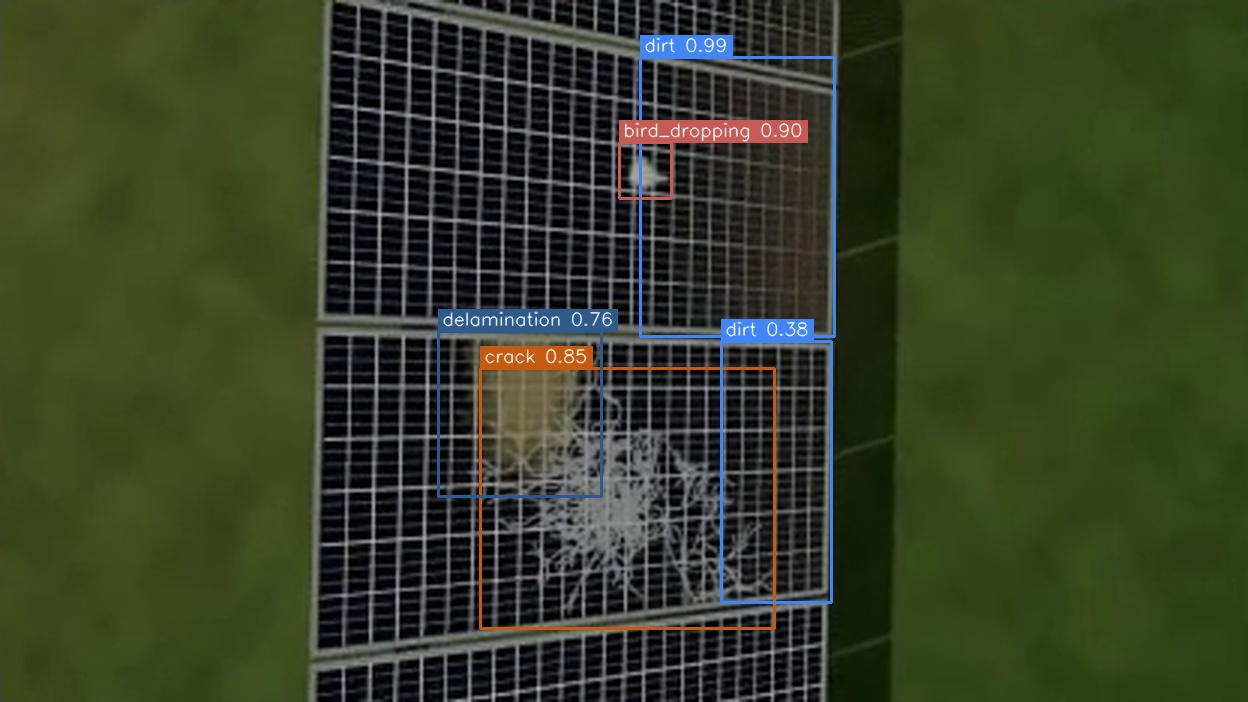 dirt 0.99
bird_dropping 0.90
delamination 0.76
dirt 0.38
crack 0.85